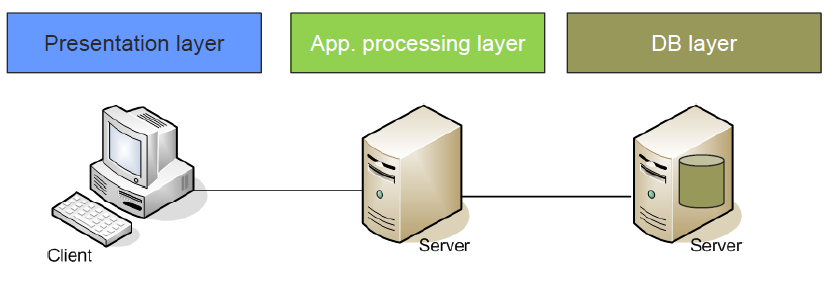 Presentation layer
App. processing layer
DB layer
Client
Server
Server